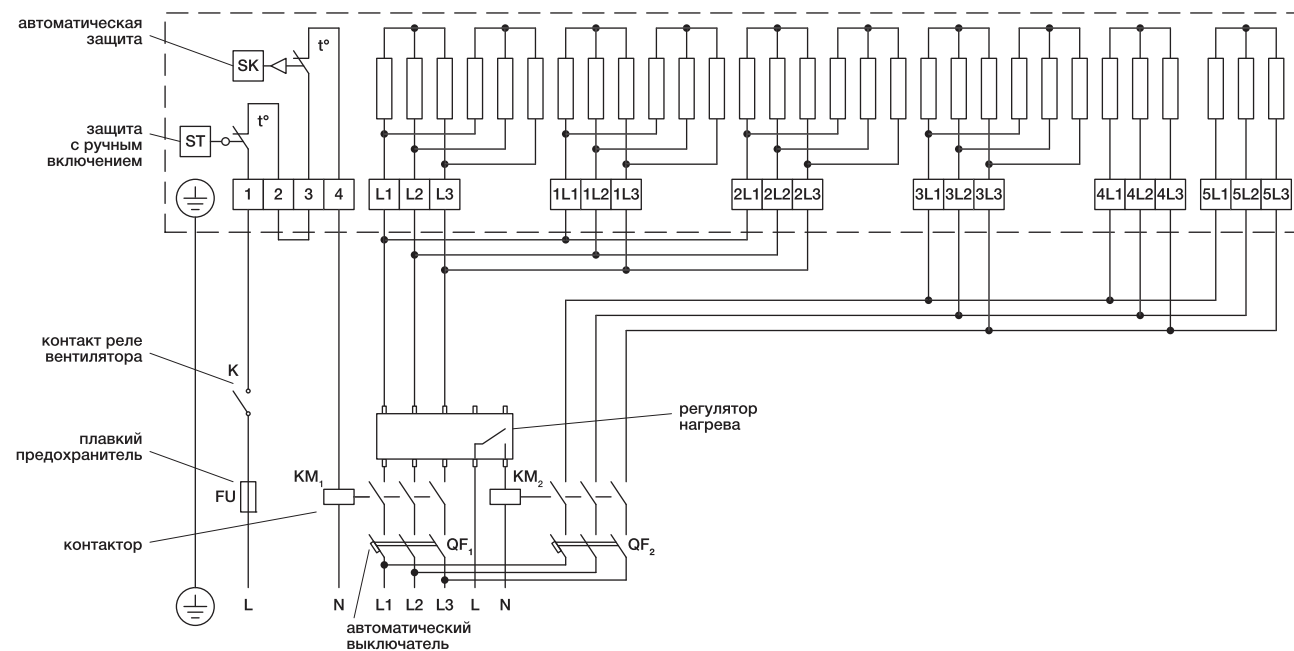 автоматическая
защита
SK
t°
защита
с ручным
включением
ST
t°
1 2 3 4 L1 L2 L3 1L1 1L2 1L3 2L1 2L2 2L3 3L1 3L2 3L3 4L1 4L2 4L3 5L1 5L2 5L3
контакт реле
вентилятора
K
регулятор
нагрева
плавкий
предохранитель
FU
KM1
KM2
контактор
QF1
QF2
L N L1 L2 L3 L N
автоматический
выключатель